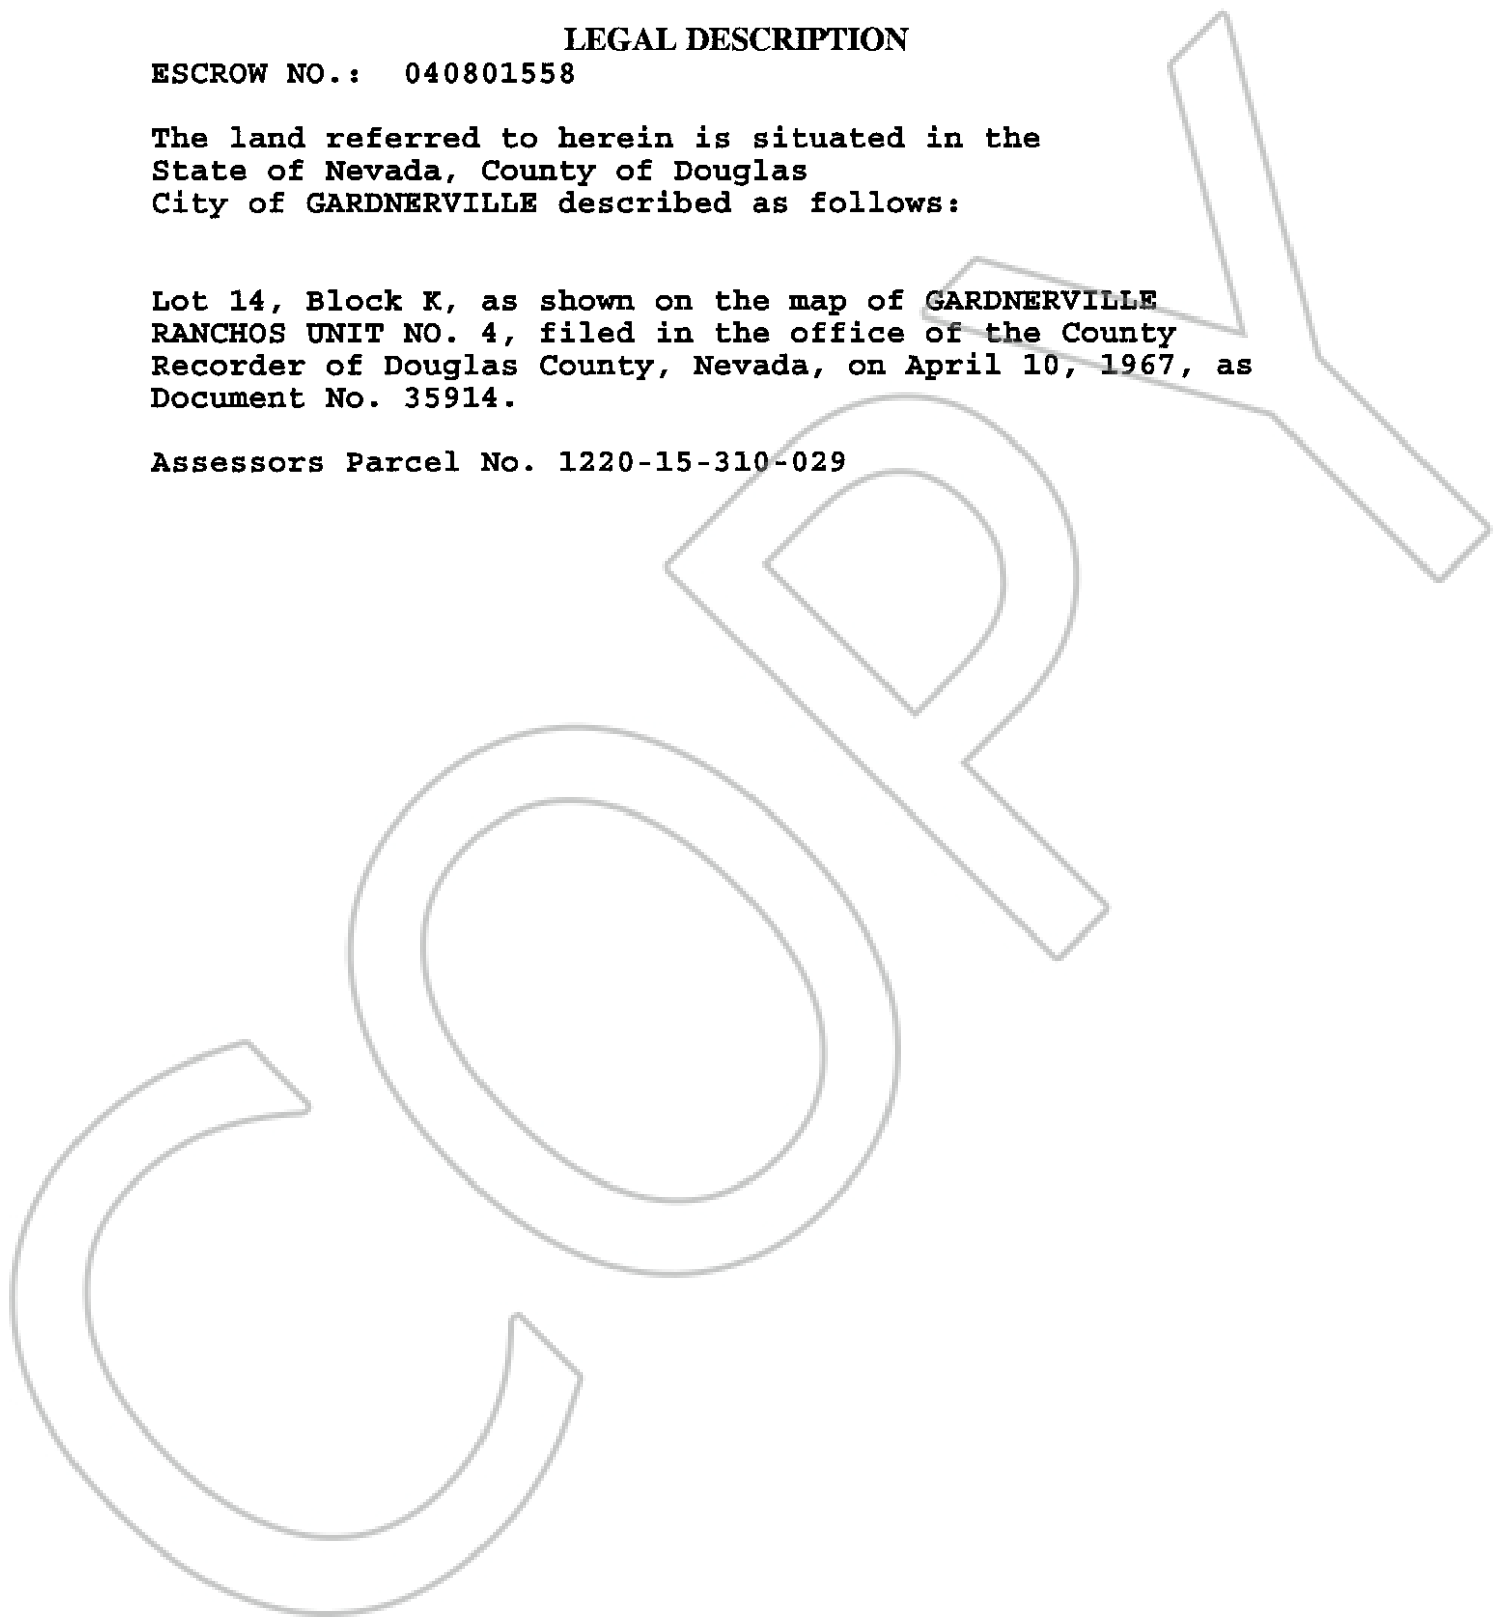 LEGAL DESCRIPTION
ESCROW NO.: 040801558
The land referred to herein is situated in the
State of Nevada, County of Douglas
City of GARDNERVILLE described as follows:
Lot 14, Block K, as shown on the map of GARDNERVILLE
RANCHOS UNIT NO. 4, filed in the office of the County
Recorder of Douglas County, Nevada, on April 10, 1967, as
Document No. 35914.
Assessors Parcel No. 1220-15-310-029
COPY